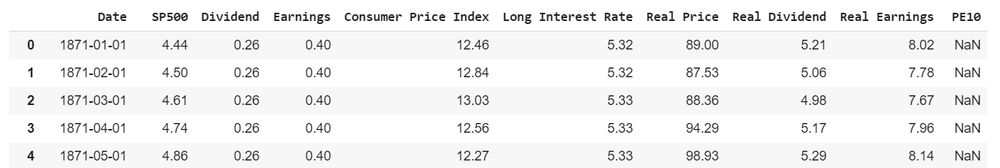 Date SP500 Dividend Earnings Consumer Price Index Long Interest Rate Real Price Real Dividend Real Earnings PE10
0 1871-01-01 4.44 0.26 0.40 12.46 5.32 89.00 5.21 8.02 NaN
1 1871-02-01 4.50 0.26 0.40 12.84 5.32 87.53 5.06 7.78 NaN
2 1871-03-01 4.61 0.26 0.40 13.03 5.33 88.36 4.98 7.67 NaN
3 1871-04-01 4.74 0.26 0.40 12.56 5.33 94.29 5.17 7.96 NaN
4 1871-05-01 4.86 0.26 0.40 12.27 5.33 98.93 5.29 8.14 NaN